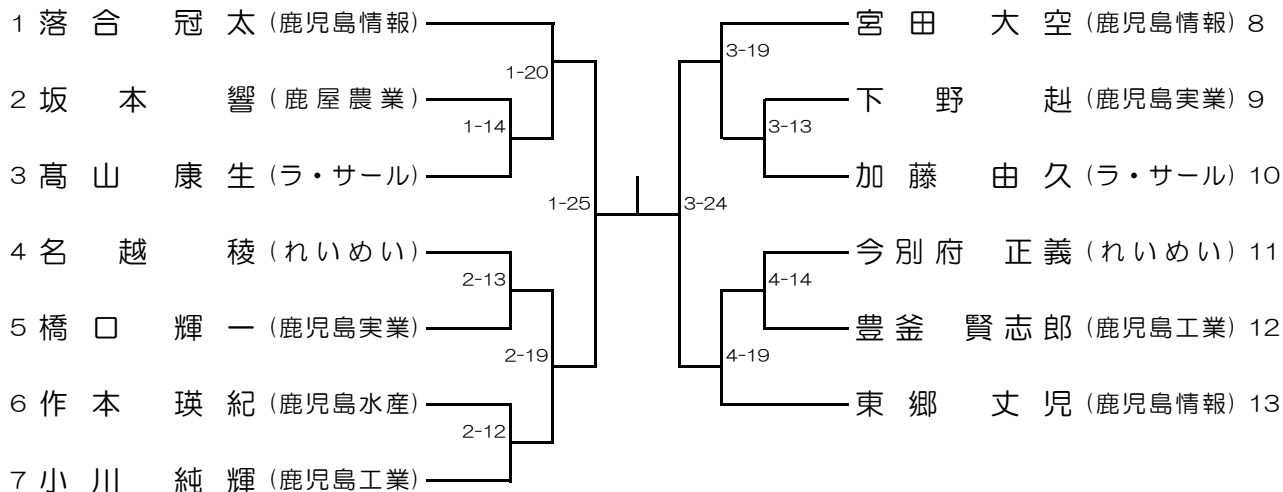 1 落合 冠太 (鹿児島情報)
宮田 大空 (鹿児島情報) 8
3-19
1-20
2 坂本 響 (鹿屋農業)
下野 赳 (鹿児島実業) 9
1-14
3-13
3 髙山 康生 (ラ・サール)
加藤 由久 (ラ・サール) 10
1-25
3-24
4 名越 稜 (れいめい)
今別府 正義 (れいめい) 11
2-13
4-14
5 橋口 輝一 (鹿児島実業)
豊釜 賢志郎 (鹿児島工業) 12
2-19
4-19
6 作本 瑛紀 (鹿児島水産)
東郷 丈児 (鹿児島情報) 13
2-12
7 小川 純輝 (鹿児島工業)